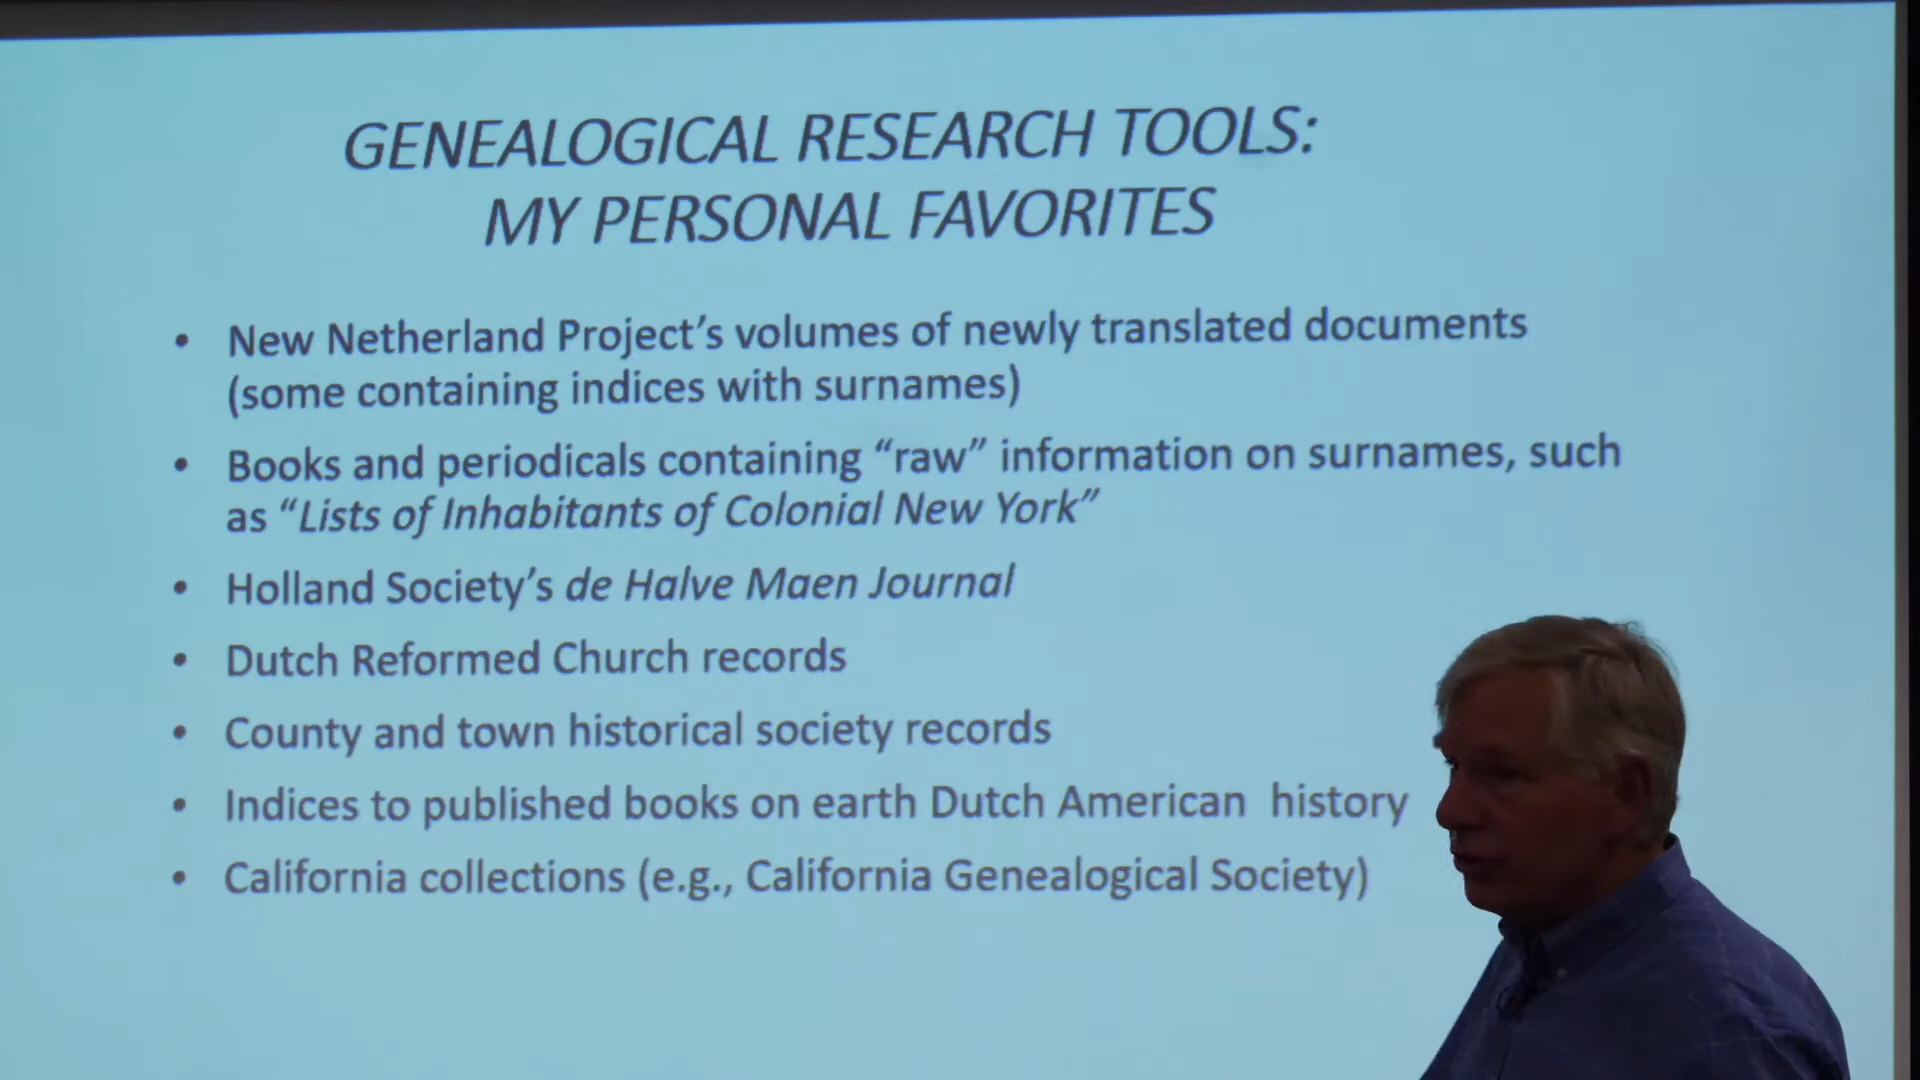 GENEALOGICAL RESEARCH TOOLS:
MY PERSONAL FAVORITES
• New Netherland Project’s volumes of newly translated documents
(some containing indices with surnames)
• Books and periodicals containing “raw” information on surnames, such
as “Lists of Inhabitants of Colonial New York”
• Holland Society’s de Halve Maen Journal
• Dutch Reformed Church records
• County and town historical society records
• Indices to published books on earth Dutch American history
• California collections (e.g., California Genealogical Society)